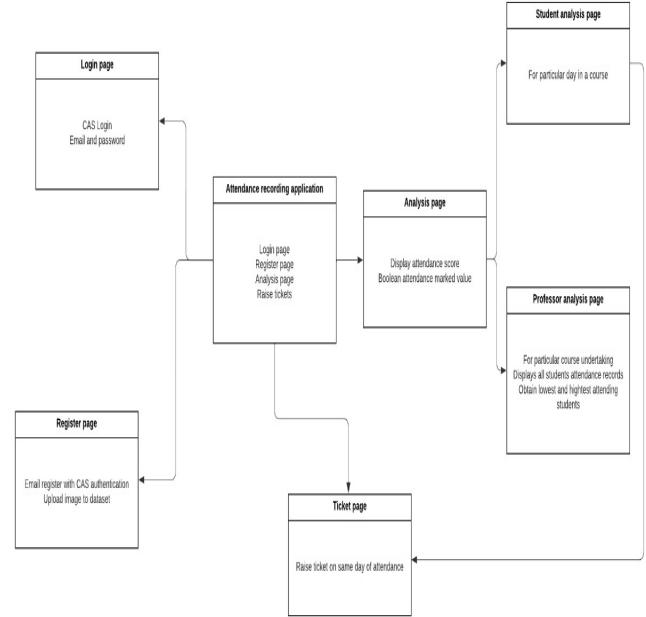 Student analysis page
For particular day in a course
Login page
CAS Login
Email and password
Attendance recording application
Login page
Register page
Analysis page
Raise tickets
Analysis page
Display attendance score
Boolean attendance marked value
Professor analysis page
For particular course undertaking
Displays all students attendance records
Obtain lowest and hightest attending
students
Register page
Email register with CAS authentication
Upload image to dataset
Ticket page
Raise ticket on same day of attendance